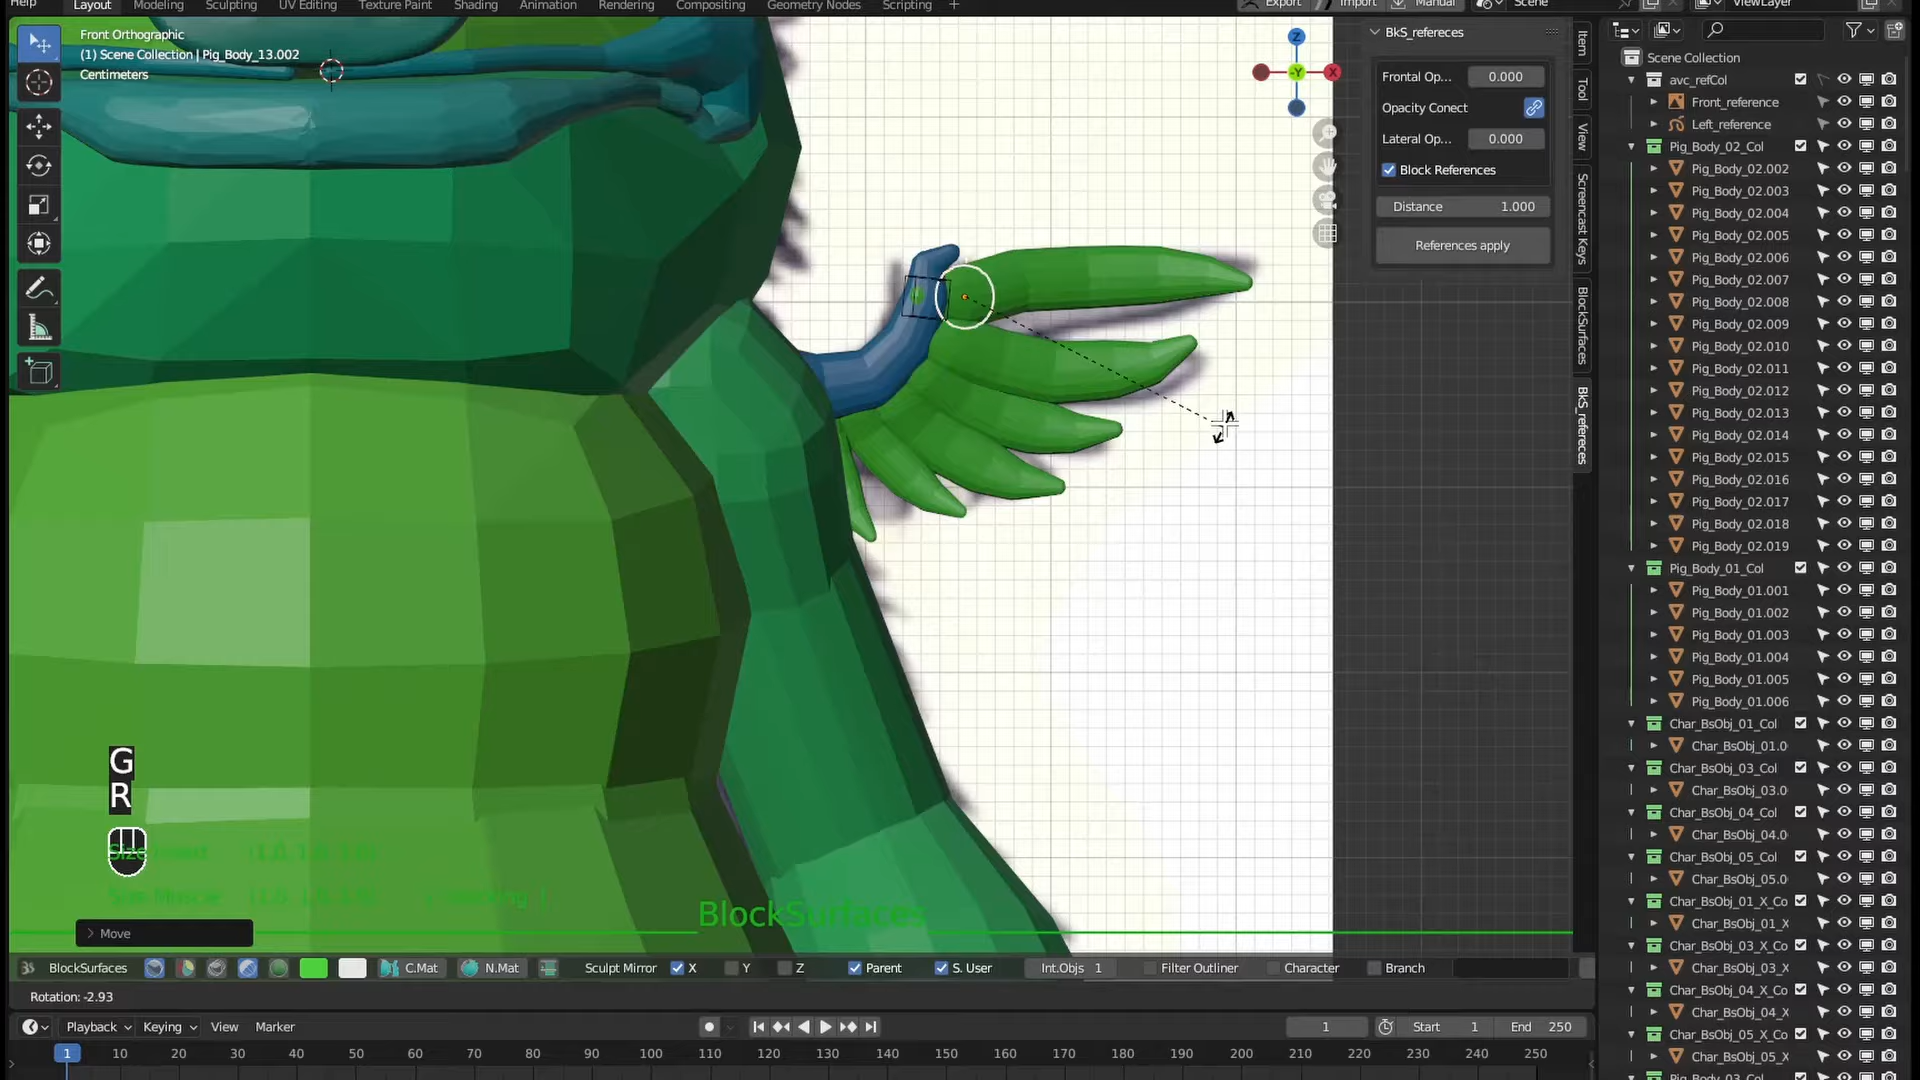 Help
Layout
Modeling
Sculpting
UV Editing
Texture Paint
Shading
Animation
Rendering
Compositing
Geometry Nodes
Scripting
+
Export
Import
Manual
Scene
ViewLayer
Front Orthographic
(1) Scene Collection | Pig_Body_13.002
Centimeters
Z
-Y
X
BkS_refereces
Frontal Op...
0.000
Opacity Conect
Lateral Op...
0.000
Block References
Distance
1.000
References apply
Item
Tool
View
Screencast Keys
BlockSurfaces
BkS_refereces
Scene Collection
avc_refCol
Front_reference
Left_reference
Pig_Body_02_Col
Pig_Body_02.002
Pig_Body_02.003
Pig_Body_02.004
Pig_Body_02.005
Pig_Body_02.006
Pig_Body_02.007
Pig_Body_02.008
Pig_Body_02.009
Pig_Body_02.010
Pig_Body_02.011
Pig_Body_02.012
Pig_Body_02.013
Pig_Body_02.014
Pig_Body_02.015
Pig_Body_02.016
Pig_Body_02.017
Pig_Body_02.018
Pig_Body_02.019
Pig_Body_01_Col
Pig_Body_01.001
Pig_Body_01.002
Pig_Body_01.003
Pig_Body_01.004
Pig_Body_01.005
Pig_Body_01.006
Char_BsObj_01_Col
Char_BsObj_01.0
Char_BsObj_03_Col
Char_BsObj_03.0
Char_BsObj_04_Col
Char_BsObj_04.0
Char_BsObj_05_Col
Char_BsObj_05.0
Char_BsObj_01_X_Co
Char_BsObj_01_X
Char_BsObj_03_X_Co
Char_BsObj_03_X
Char_BsObj_04_X_Co
Char_BsObj_04_X
Char_BsObj_05_X_Co
Char_BsObj_05_X
Pig_Body_03_Col
G
R
BlockSurfaces
Move
BlockSurfaces
C.Mat
N.Mat
Sculpt Mirror
X
Y
Z
Parent
S. User
Int.Objs 1
Filter Outliner
Character
Branch
Rotation: -2.93
Playback
Keying
View
Marker
1
Start 1
End 250
1 10 20 30 40 50 60 70 80 90 100 110 120 130 140 150 160 170 180 190 200 210 220 230 240 250